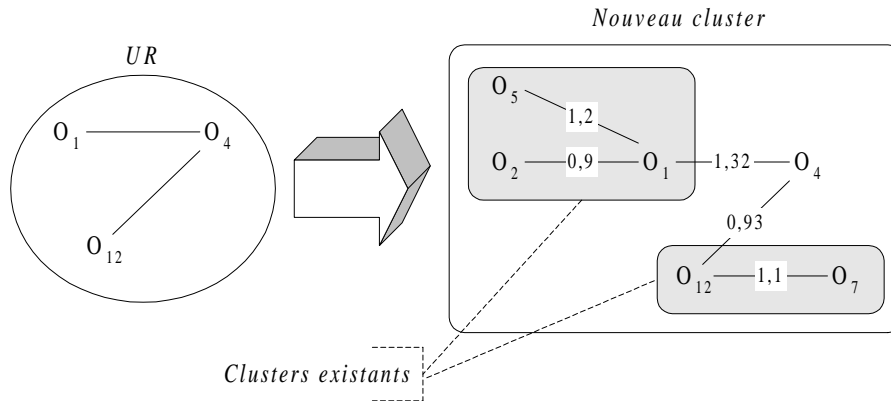 Nouveau cluster
UR
O1 O4
O12
O5
1,2
O2 0,9 O1 1,32 O4
0,93
O12 1,1 O7
Clusters existants